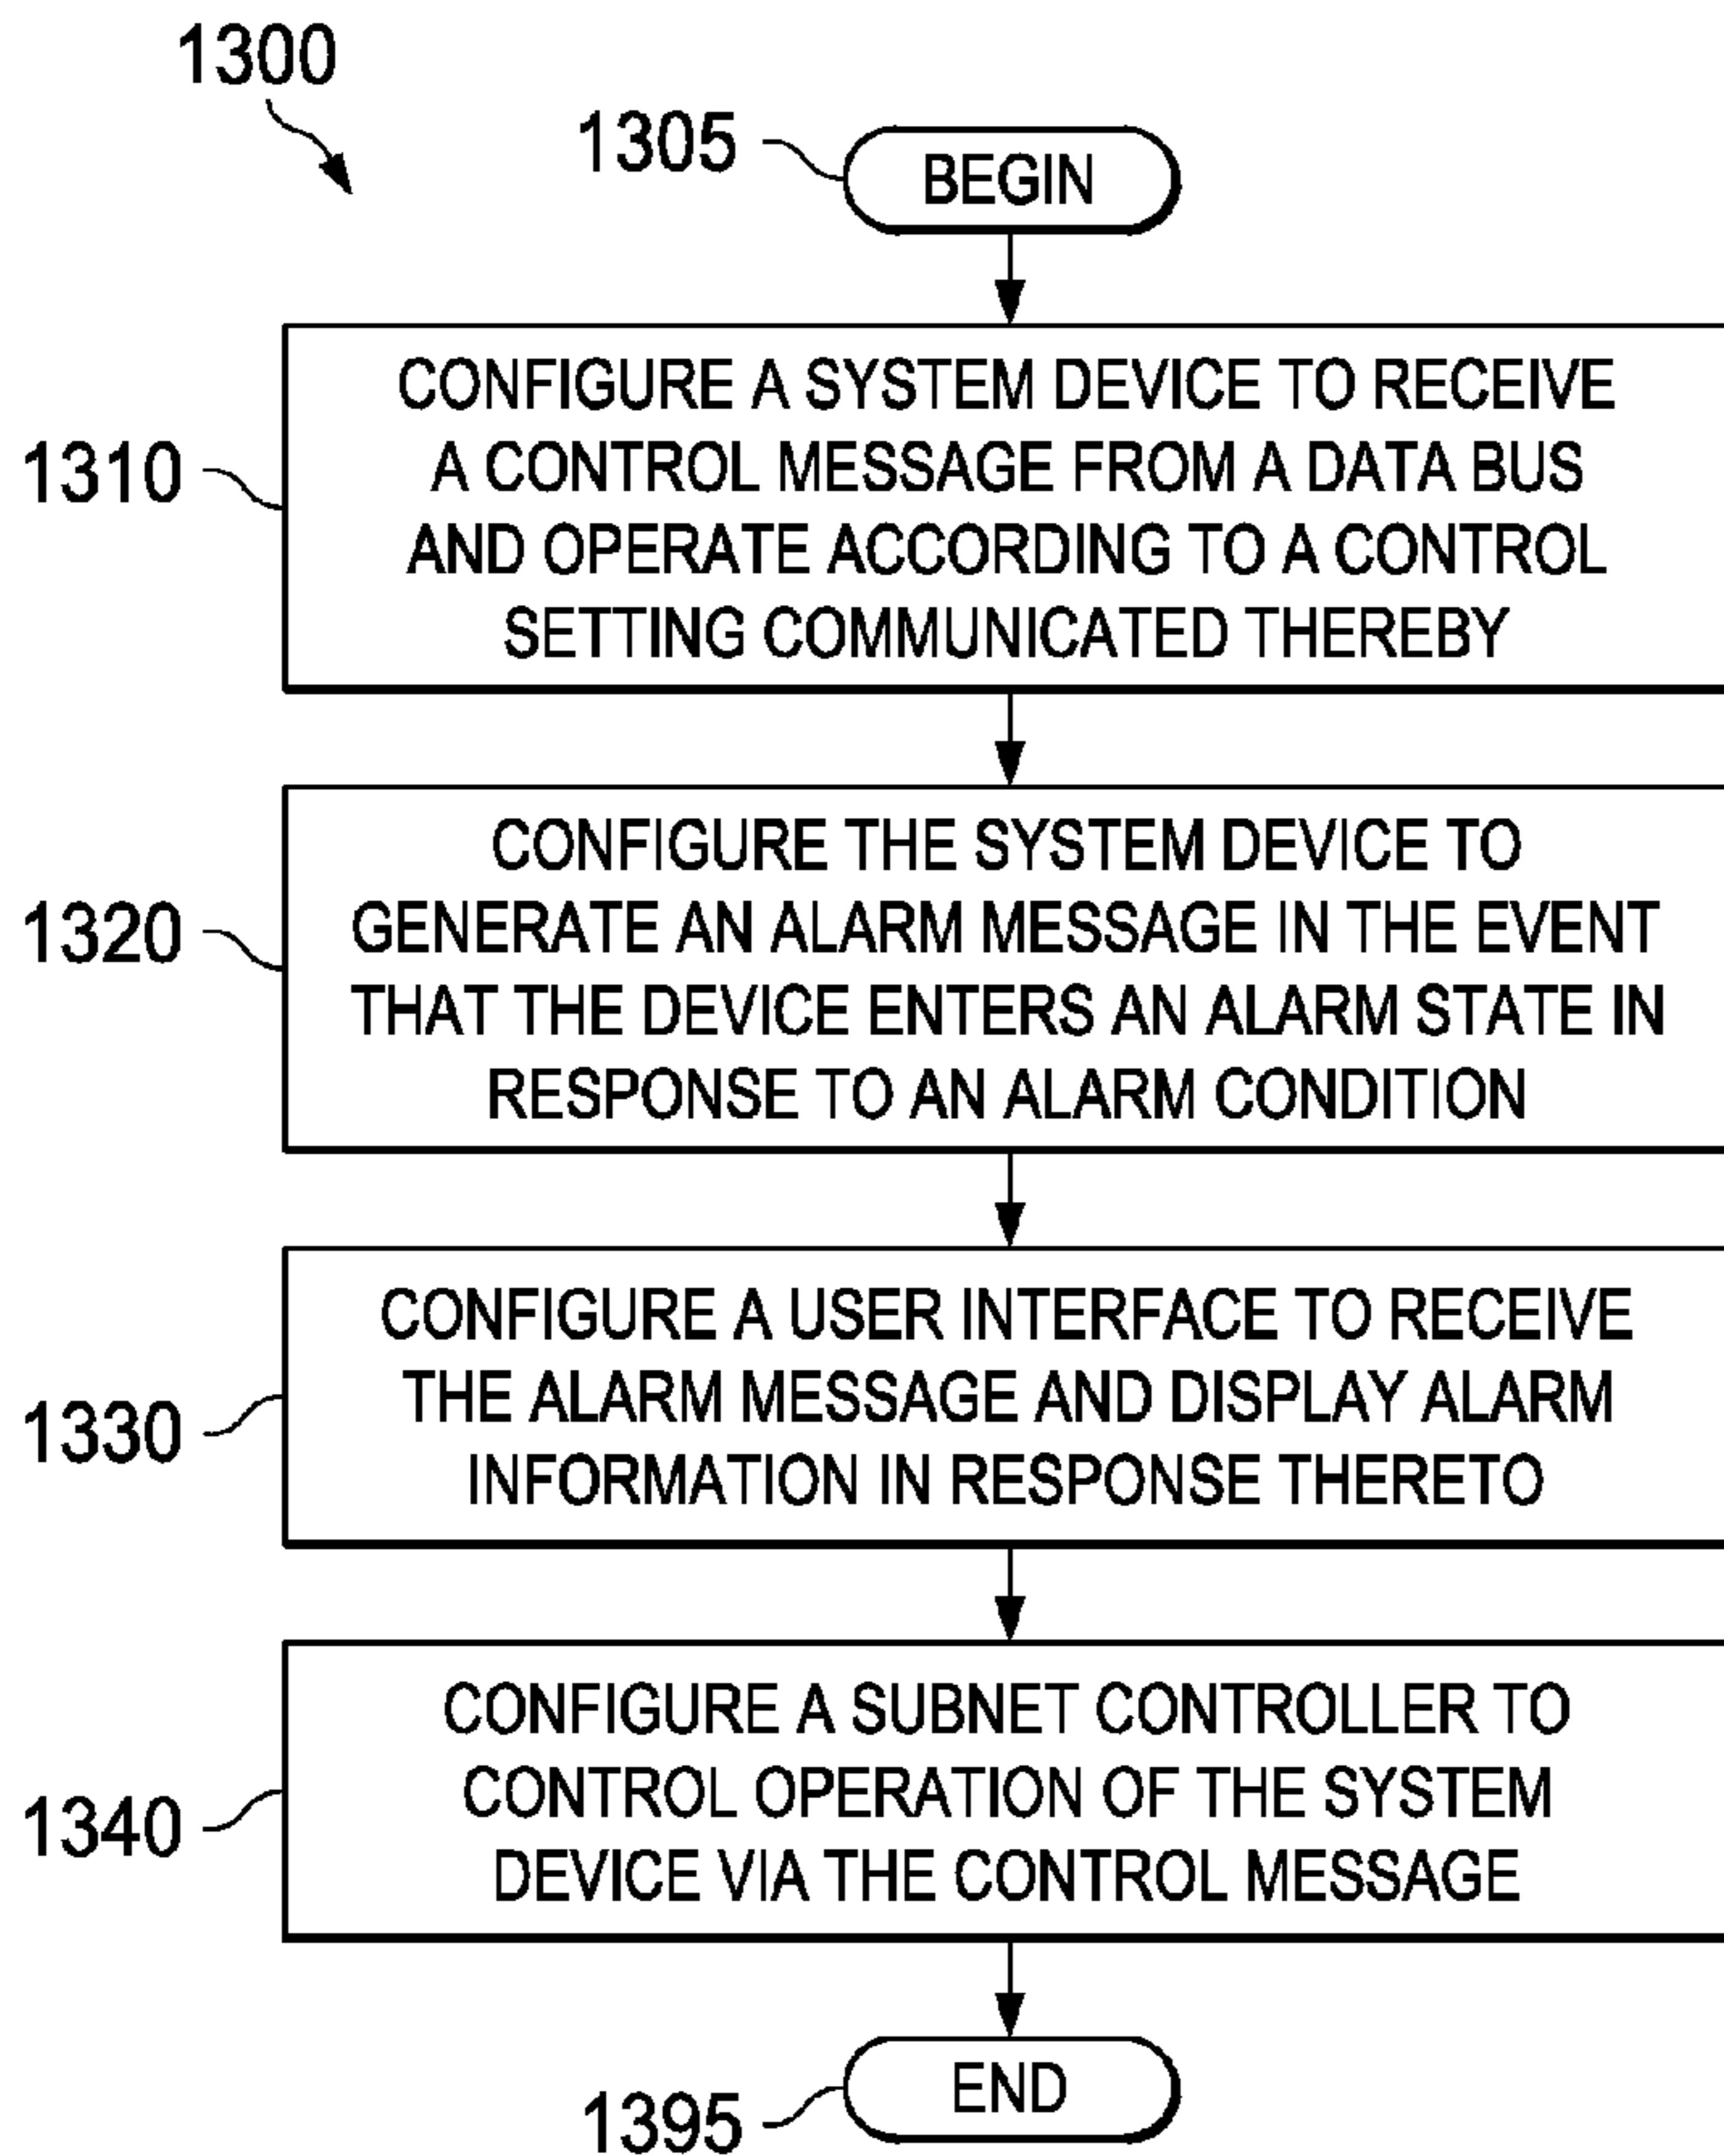 1300
1305
BEGIN
1310
CONFIGURE A SYSTEM DEVICE TO RECEIVE
A CONTROL MESSAGE FROM A DATA BUS
AND OPERATE ACCORDING TO A CONTROL
SETTING COMMUNICATED THEREBY
1320
CONFIGURE THE SYSTEM DEVICE TO
GENERATE AN ALARM MESSAGE IN THE EVENT
THAT THE DEVICE ENTERS AN ALARM STATE IN
RESPONSE TO AN ALARM CONDITION
1330
CONFIGURE A USER INTERFACE TO RECEIVE
THE ALARM MESSAGE AND DISPLAY ALARM
INFORMATION IN RESPONSE THERETO
1340
CONFIGURE A SUBNET CONTROLLER TO
CONTROL OPERATION OF THE SYSTEM
DEVICE VIA THE CONTROL MESSAGE
1395
END